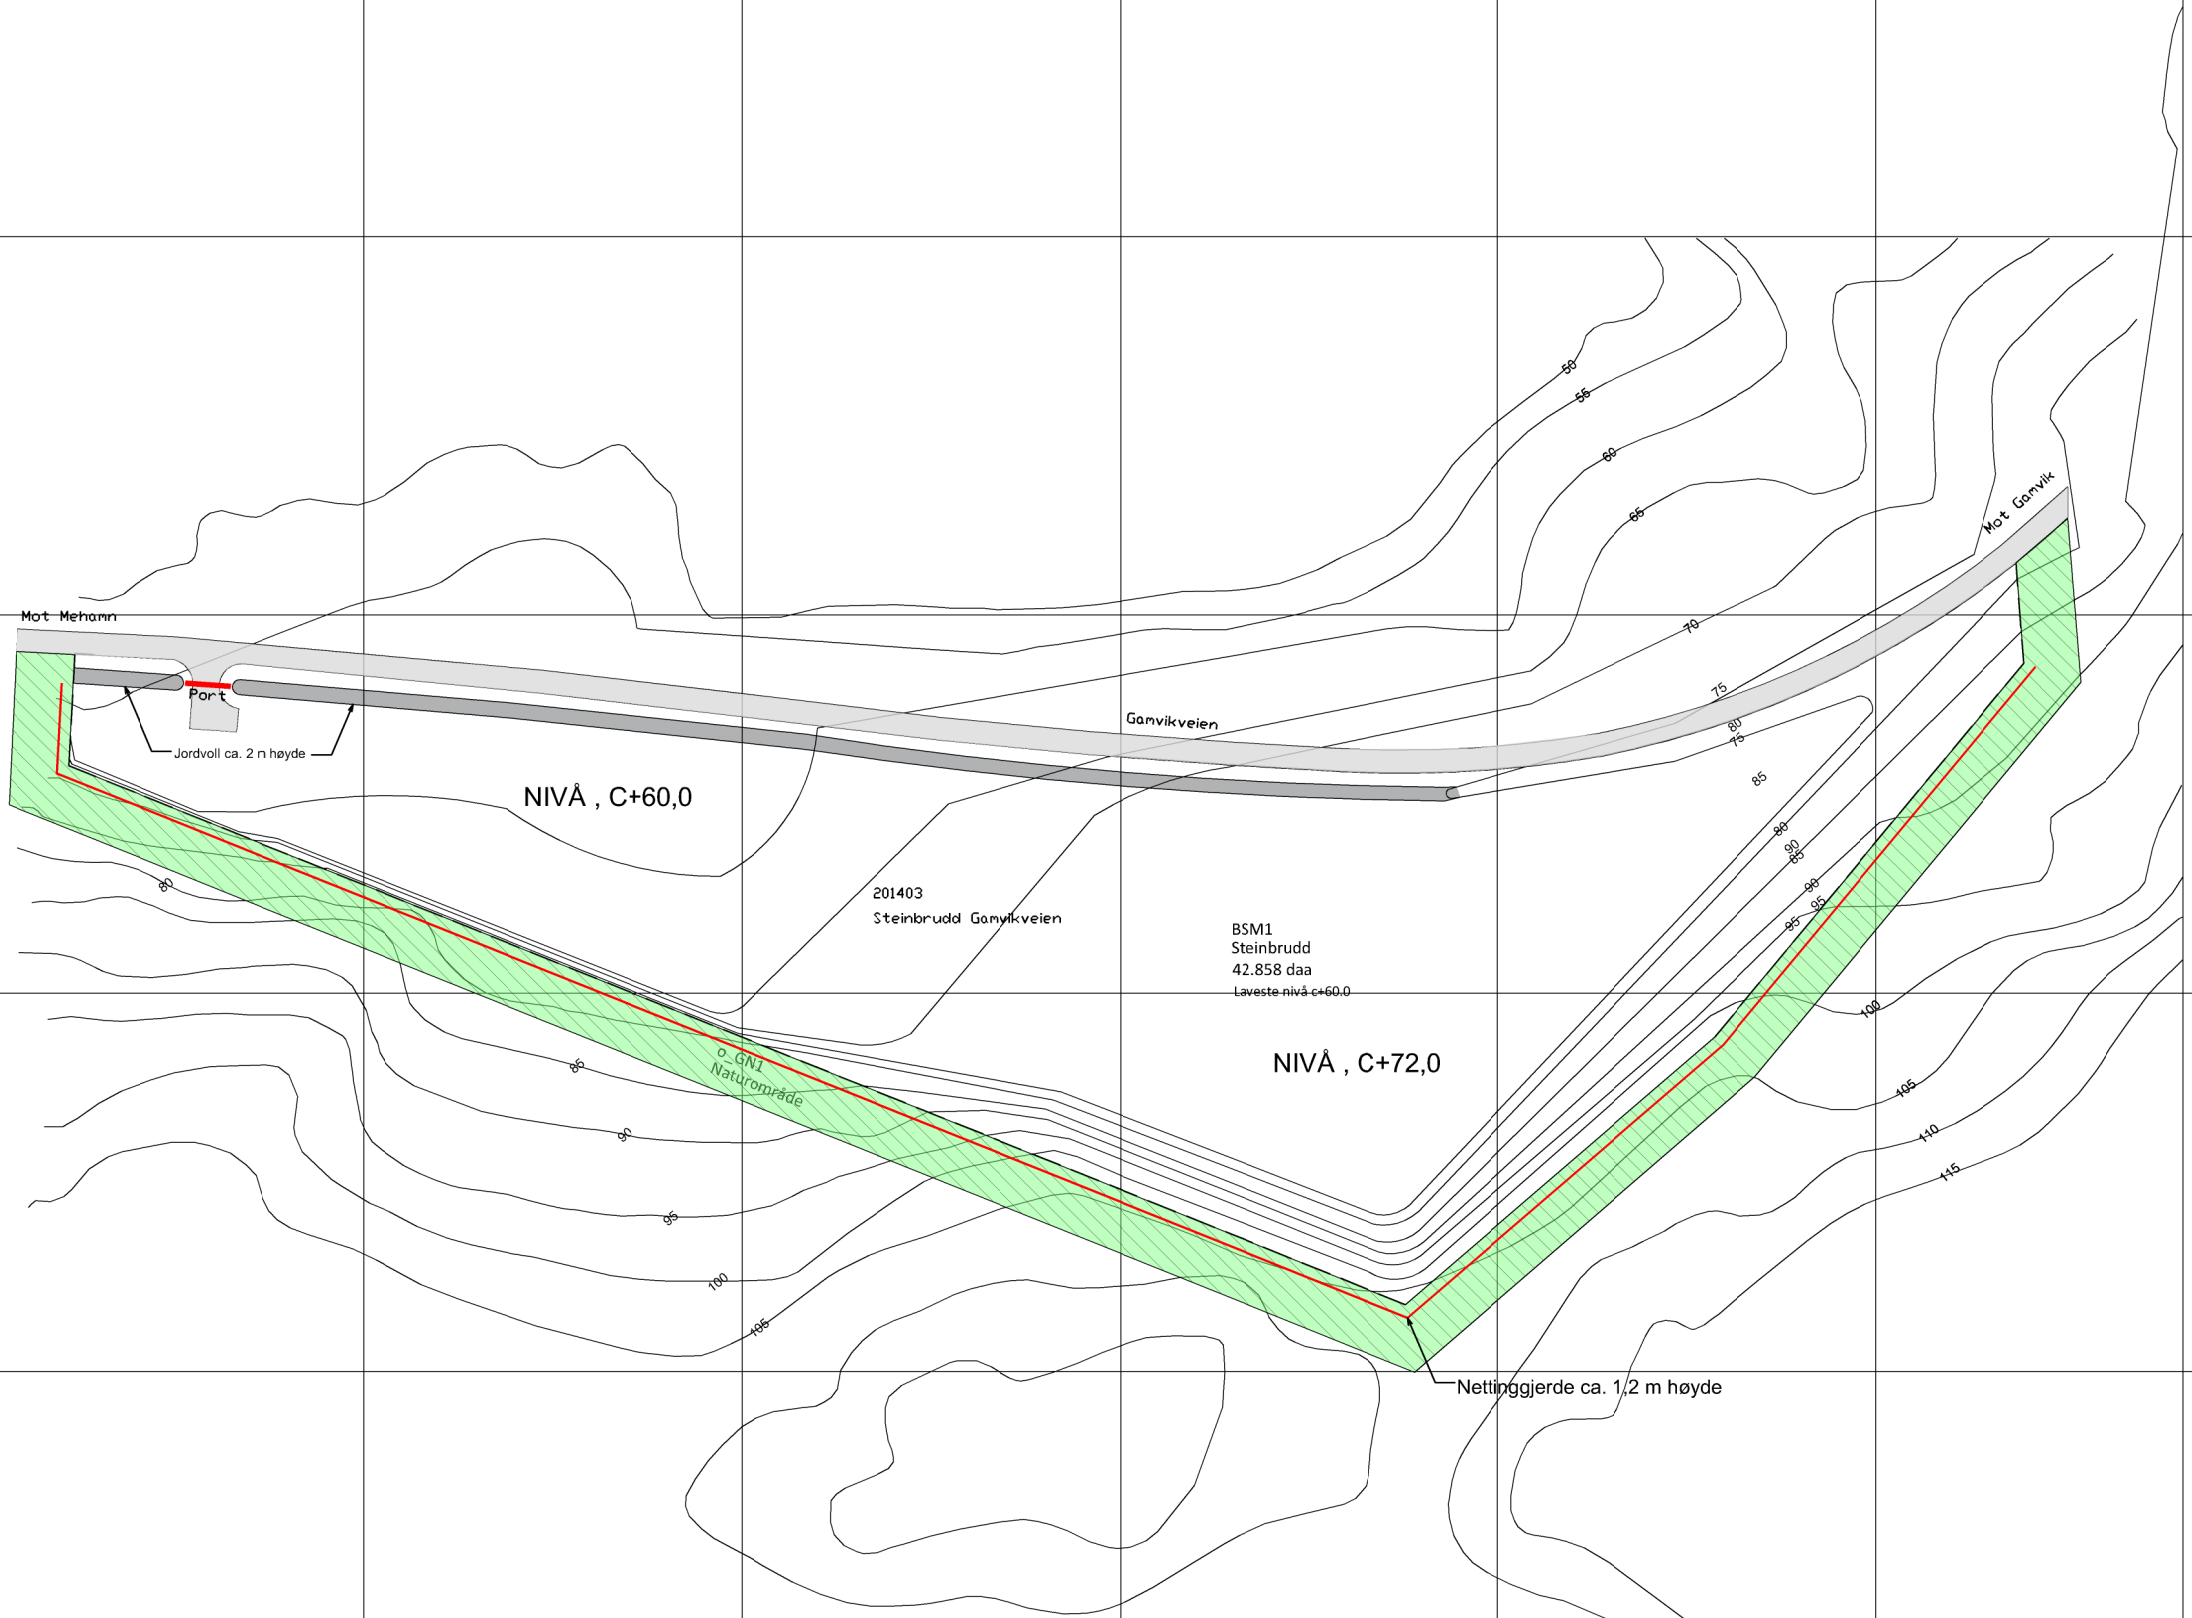 50
55
60
65
Mot Gamvik
Mot Mehamn
70
Port
75
Gamvikveien
80
75
Jordvoll ca. 2 m høyde
85
NIVÅ , C+60,0
80
90
85
80
90
201403
95
Steinbrudd Gamvikveien
95
BSM1
Steinbrudd
42.858 daa
Laveste nivå c+60.0
100
o_GN1
Naturområde
85
NIVÅ , C+72,0
105
90
110
115
95
100
105
Nettinggjerde ca. 1,2 m høyde